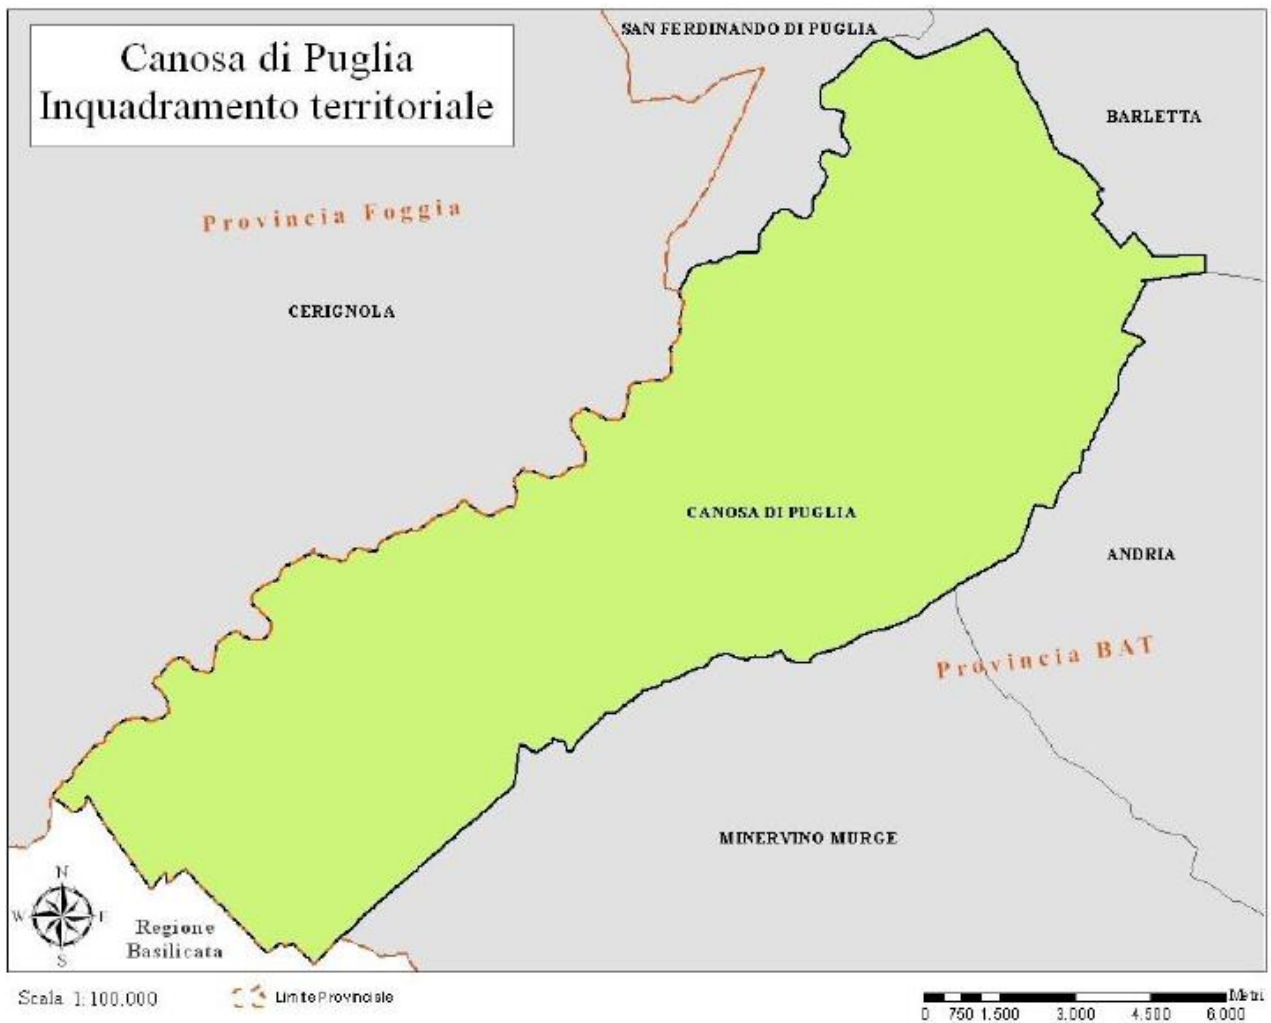 Canosa di Puglia
Inquadramento territoriale
SAN FERDINANDO DI PUGLIA
BARLETTA
Provincia Foggia
CERIGNOLA
CANOSA DI PUGLIA
ANDRIA
Provincia BAT
MINERVINO MURGE
N
W E
S
Regione
Basilicata
Scala 1:100.000
Limite Provinciale
Metri
0 750 1.500 3.000 4.500 6.000